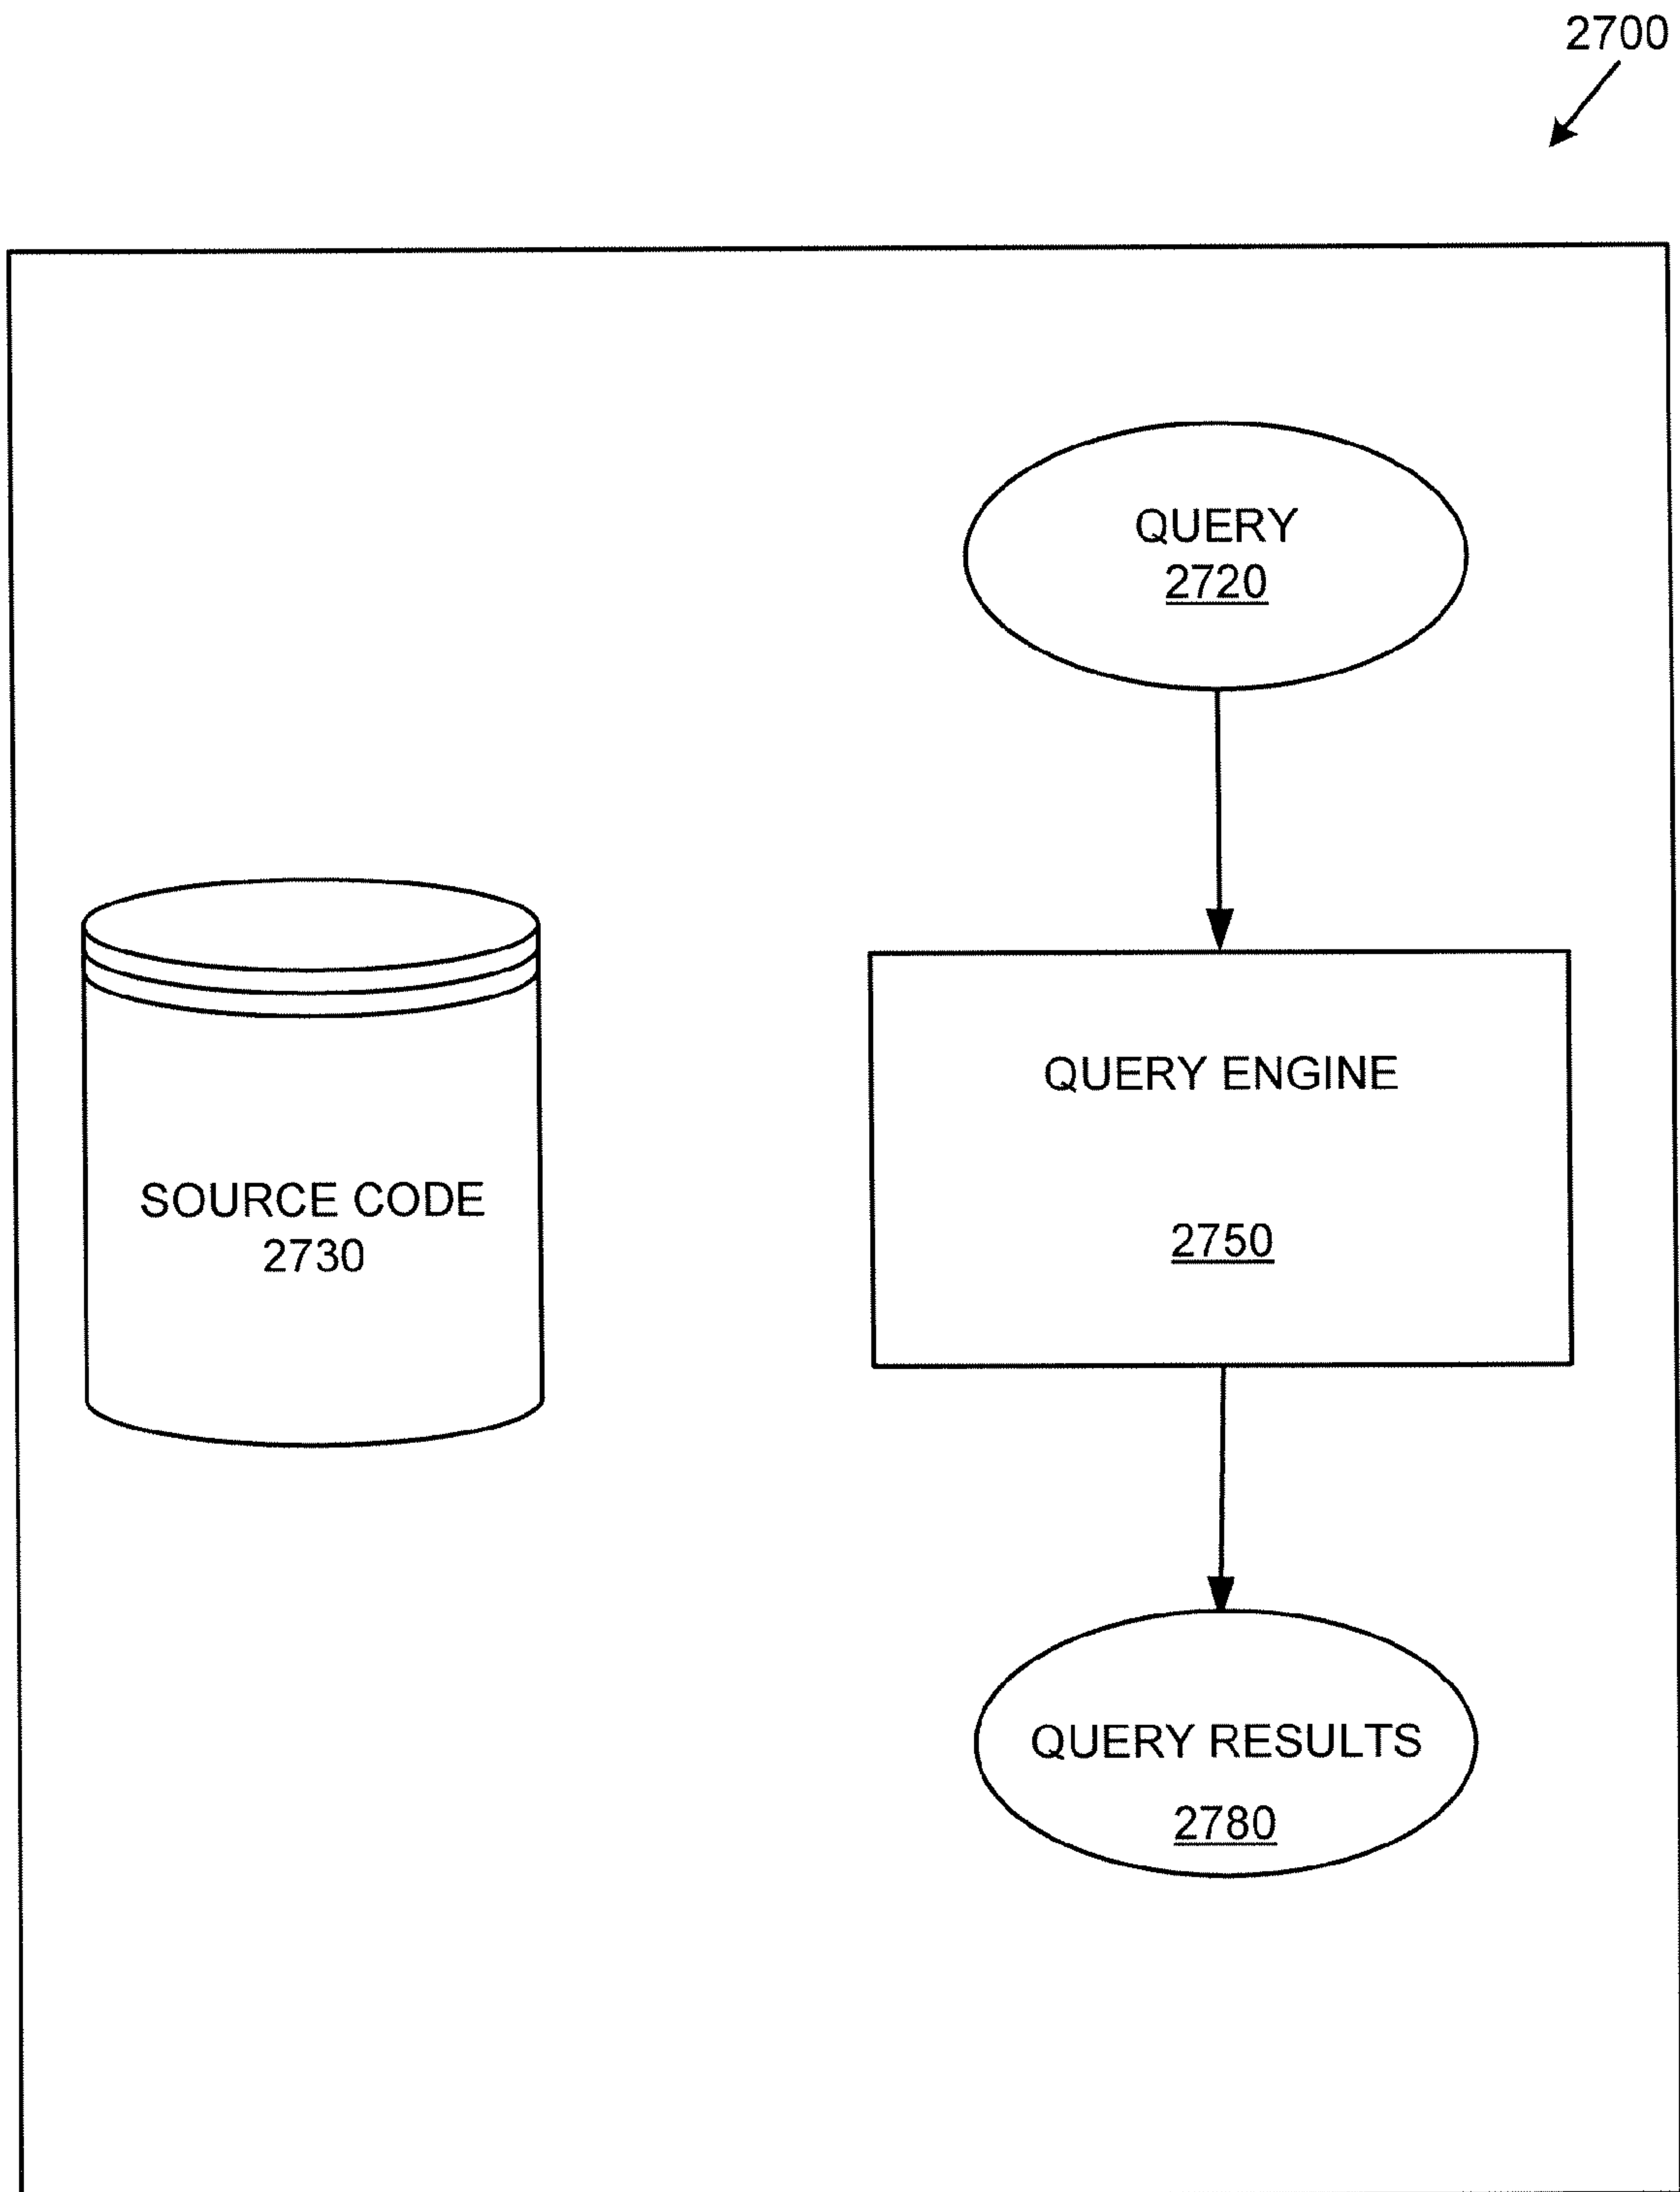 2700
QUERY
2720
QUERY ENGINE
2750
SOURCE CODE
2730
QUERY RESULTS
2780